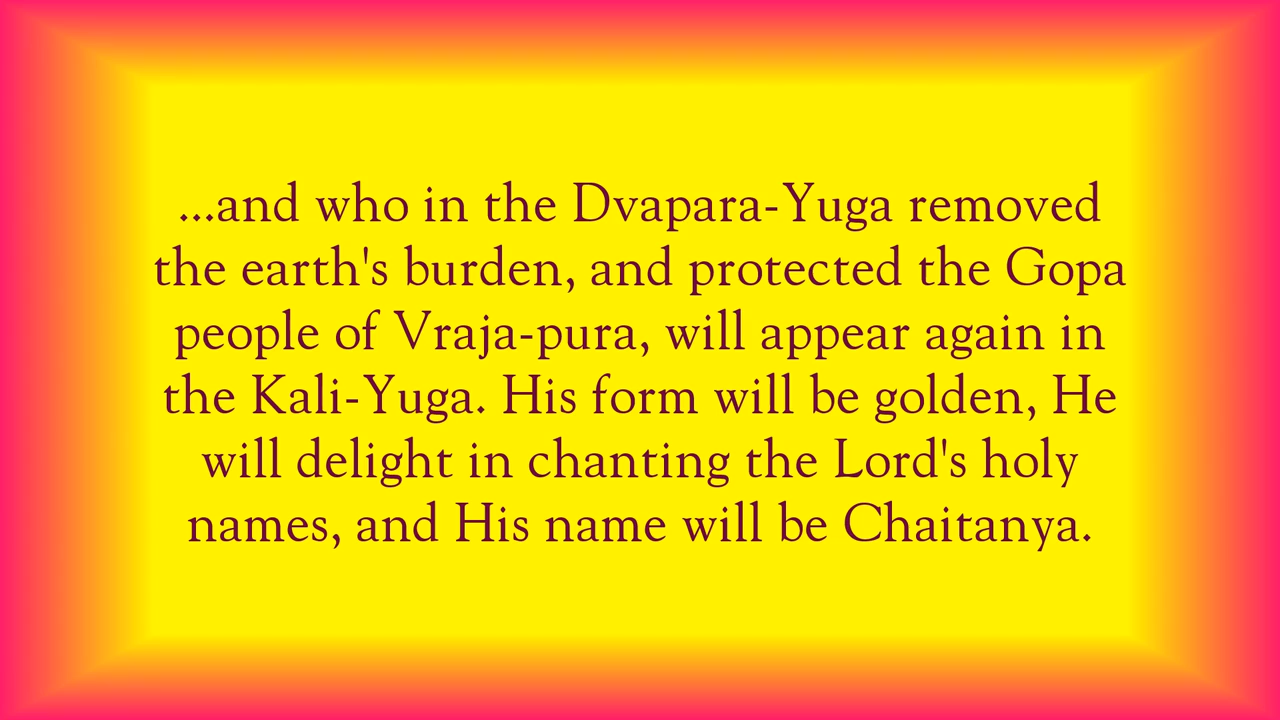 ...and who in the Dvapara-Yuga removed
the earth's burden, and protected the Gopa
people of Vraja-pura, will appear again in
the Kali-Yuga. His form will be golden, He
will delight in chanting the Lord's holy
names, and His name will be Chaitanya.